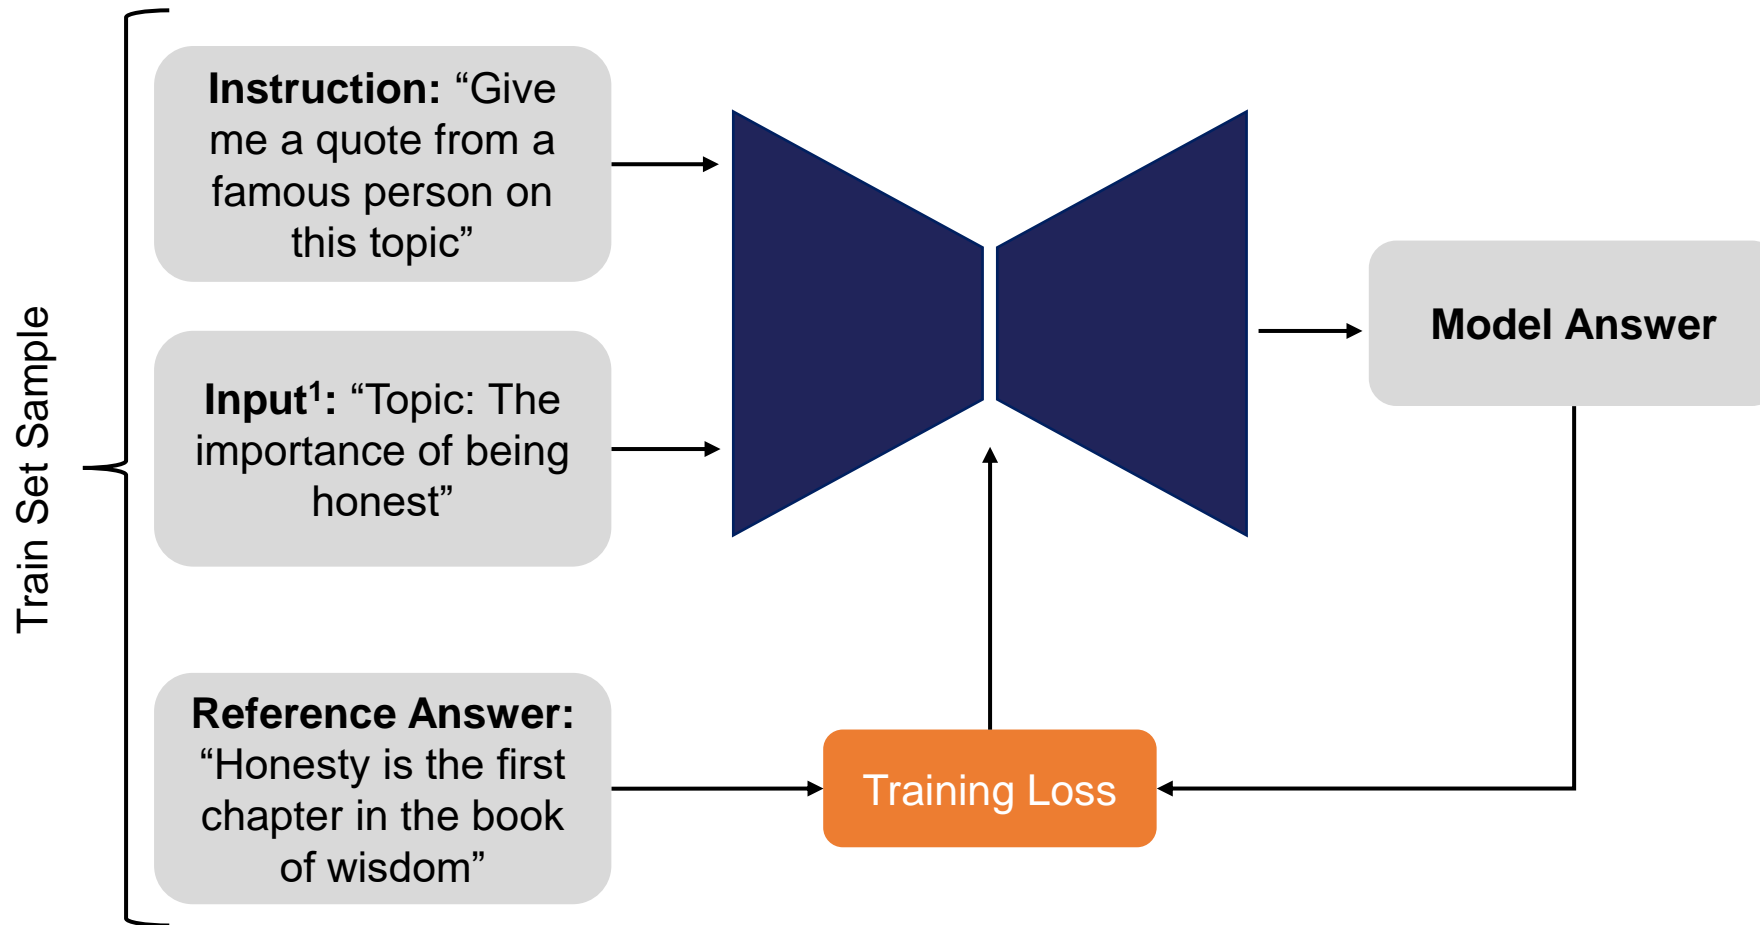 Train Set Sample
Instruction: “Give
me a quote from a
famous person on
this topic”
Input¹: “Topic: The
importance of being
honest”
Reference Answer:
“Honesty is the first
chapter in the book
of wisdom”
Training Loss
Model Answer